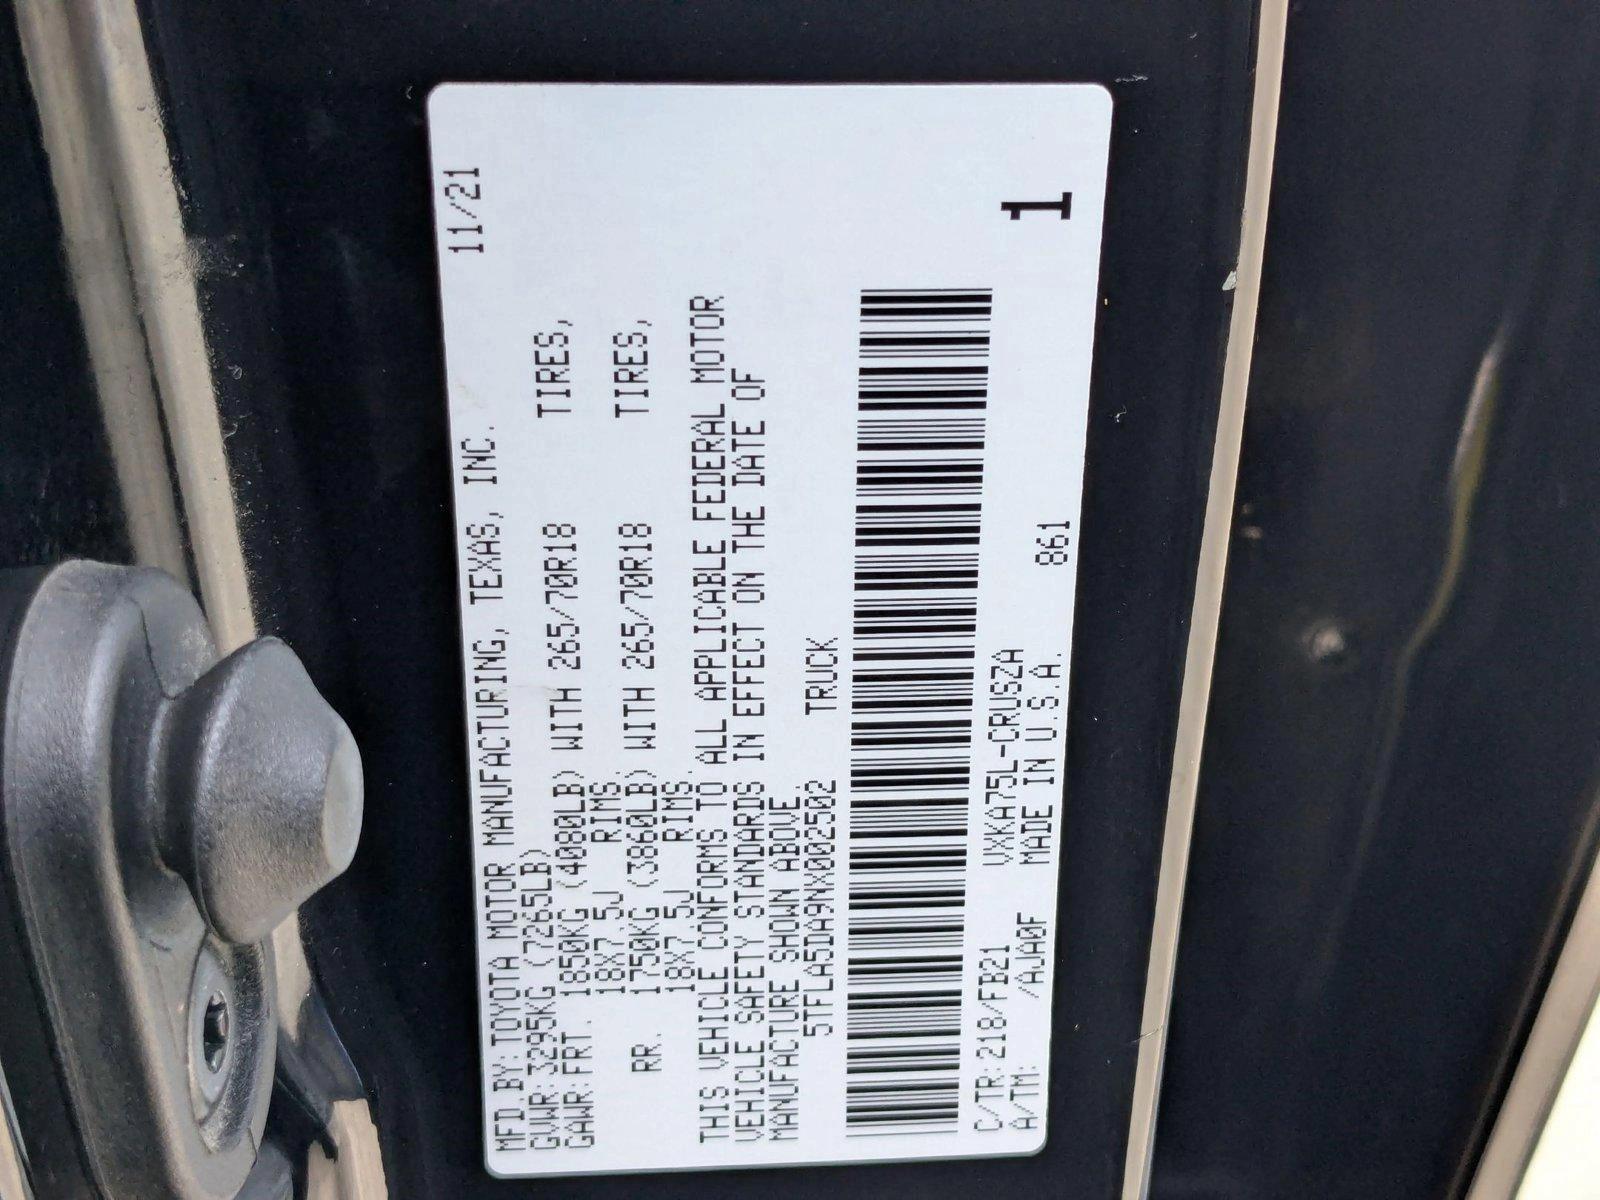 MFD.BY:TOYOTA MOTOR MANUFACTURING, TEXAS, INC. 11/21
GVWR:3295KG (7265LB)
GAWR:FRT. 1850KG (4080LB) WITH 265/70R18 TIRES,
18X7.5J RIMS,
RR. 1750KG (3860LB) WITH 265/70R18 TIRES,
18X7.5J RIMS.
THIS VEHICLE CONFORMS TO ALL APPLICABLE FEDERAL MOTOR
VEHICLE SAFETY STANDARDS IN EFFECT ON THE DATE OF
MANUFACTURE SHOWN ABOVE.
5TFLA5DA9NX002502 TRUCK
C/TR:218/FB21 VXKA75L-CRUSZA
A/TM: /AJA0F MADE IN U.S.A. 861
1